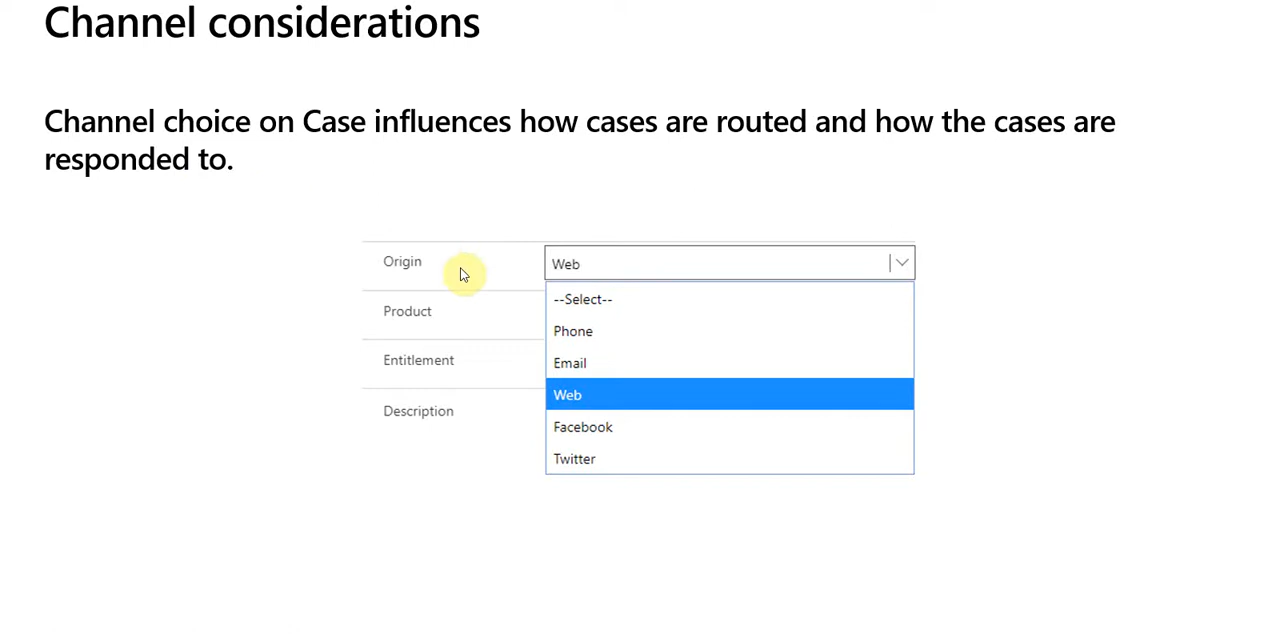 Channel considerations
Channel choice on Case influences how cases are routed and how the cases are
responded to.
Origin
Web
--Select--
Product
Phone
Entitlement
Email
Web
Description
Facebook
Twitter